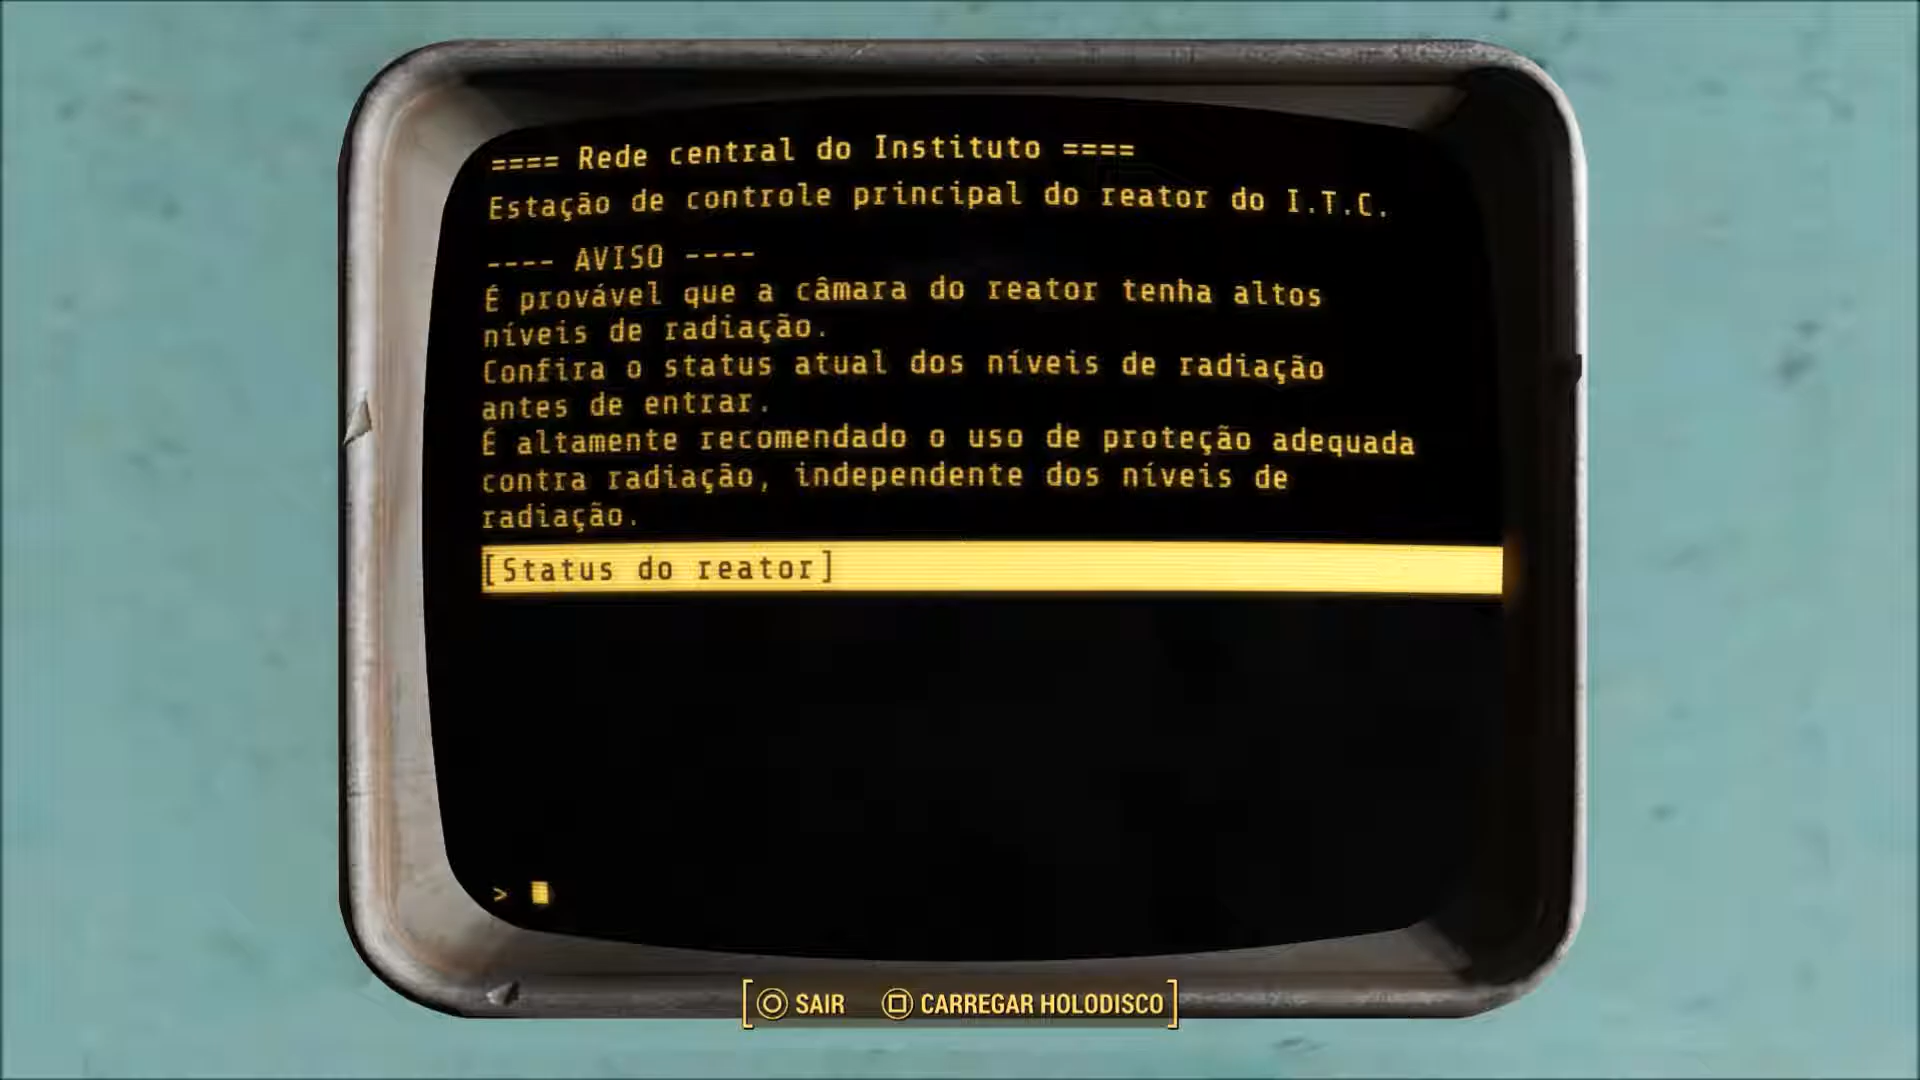 ==== Rede central do Instituto ====
Estação de controle principal do reator do I.T.C.
---- AVISO ----
É provável que a câmara do reator tenha altos
níveis de radiação.
Confira o status atual dos níveis de radiação
antes de entrar.
É altamente recomendado o uso de proteção adequada
contra radiação, independente dos níveis de
radiação.
[Status do reator]
>
SAIR CARREGAR HOLODISCO